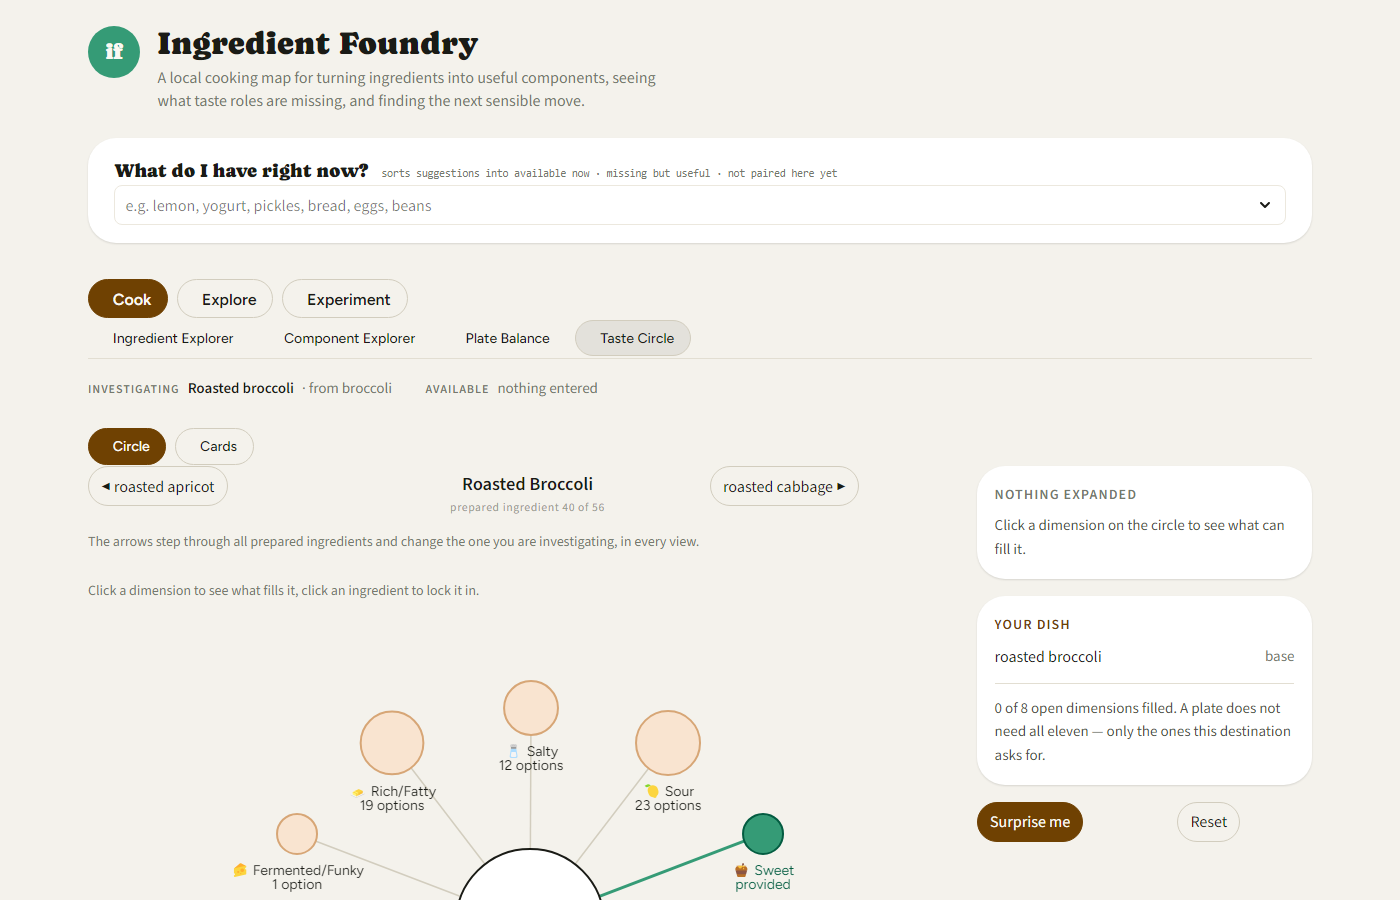 if
Ingredient Foundry
A local cooking map for turning ingredients into useful components, seeing
what taste roles are missing, and finding the next sensible move.
What do I have right now? sorts suggestions into available now · missing but useful · not paired here yet
e.g. lemon, yogurt, pickles, bread, eggs, beans
Cook Explore Experiment
Ingredient Explorer Component Explorer Plate Balance Taste Circle
INVESTIGATING Roasted broccoli · from broccoli AVAILABLE nothing entered
Circle Cards
◄ roasted apricot
Roasted Broccoli
prepared ingredient 40 of 56
roasted cabbage ►
The arrows step through all prepared ingredients and change the one you are investigating, in every view.
Click a dimension to see what fills it, click an ingredient to lock it in.
Salty
12 options
Rich/Fatty
19 options
Sour
23 options
Fermented/Funky
1 option
Sweet
provided
NOTHING EXPANDED
Click a dimension on the circle to see what can
fill it.
YOUR DISH
roasted broccoli base
0 of 8 open dimensions filled. A plate does not
need all eleven — only the ones this destination
asks for.
Surprise me Reset